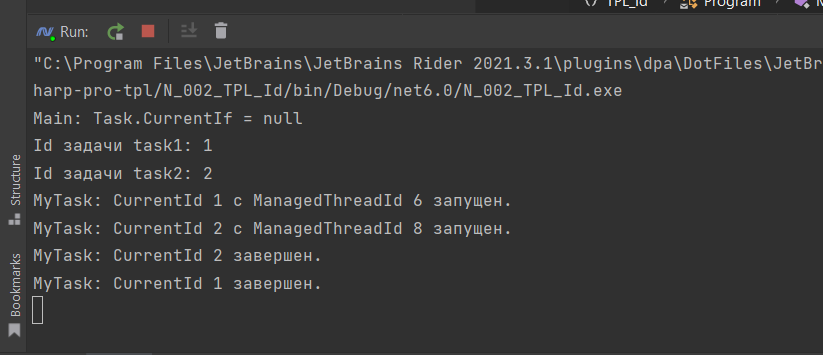 TPL_Id Program
Run:
"C:\Program Files\JetBrains\JetBrains Rider 2021.3.1\plugins\dpa\DotFiles\JetBr
harp-pro-tpl/N_002_TPL_Id/bin/Debug/net6.0/N_002_TPL_Id.exe
Main: Task.CurrentIf = null
Id задачи task1: 1
Id задачи task2: 2
MyTask: CurrentId 1 с ManagedThreadId 6 запущен.
MyTask: CurrentId 2 с ManagedThreadId 8 запущен.
MyTask: CurrentId 2 завершен.
MyTask: CurrentId 1 завершен.
Structure
Bookmarks